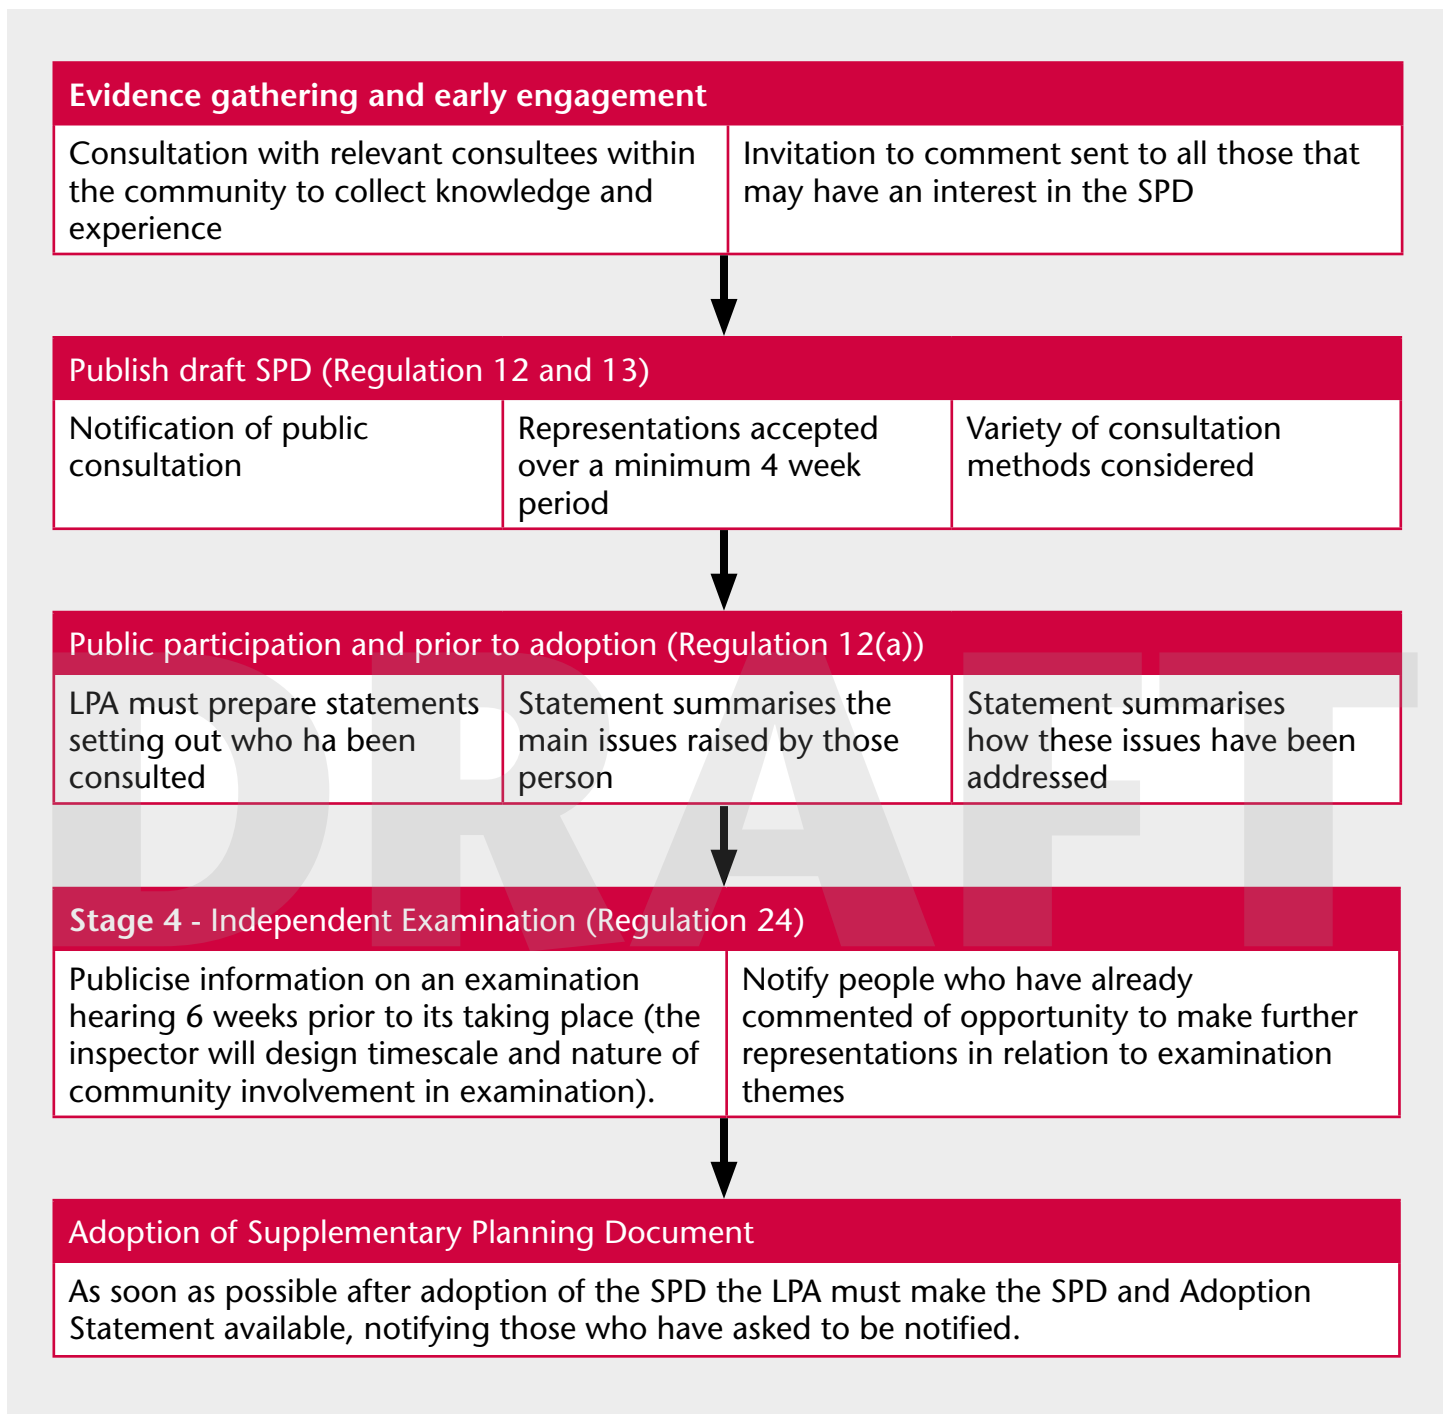 Evidence gathering and early engagement
Consultation with relevant consultees within
the community to collect knowledge and
experience
Invitation to comment sent to all those that
may have an interest in the SPD
Publish draft SPD (Regulation 12 and 13)
Notification of public
consultation
Representations accepted
over a minimum 4 week
period
Variety of consultation
methods considered
Public participation and prior to adoption (Regulation 12(a))
LPA must prepare statements
setting out who ha been
consulted
Statement summarises the
main issues raised by those
person
Statement summarises
how these issues have been
addressed
DRAFT
Stage 4 - Independent Examination (Regulation 24)
Publicise information on an examination
hearing 6 weeks prior to its taking place (the
inspector will design timescale and nature of
community involvement in examination).
Notify people who have already
commented of opportunity to make further
representations in relation to examination
themes
Adoption of Supplementary Planning Document
As soon as possible after adoption of the SPD the LPA must make the SPD and Adoption
Statement available, notifying those who have asked to be notified.